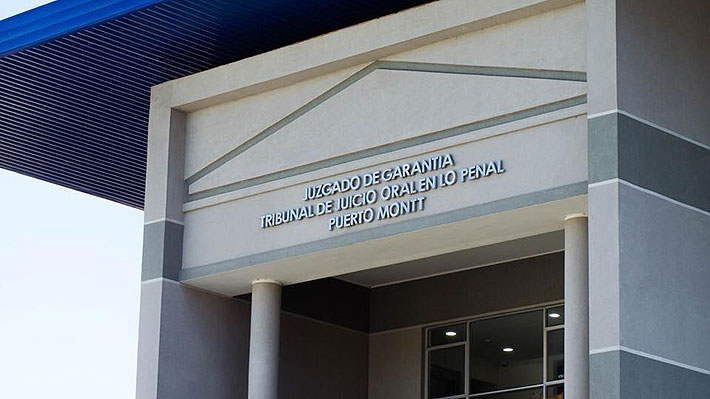 JUZGADO DE GARANTIA
TRIBUNAL DE JUICIO ORAL EN LO PENAL
PUERTO MONTT